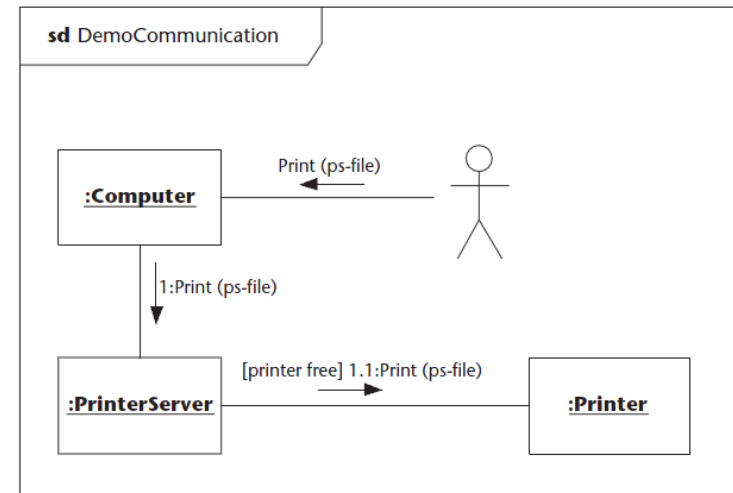 sd DemoCommunication
Print (ps-file)
:Computer
1:Print (ps-file)
[printer free] 1.1:Print (ps-file)
:PrinterServer
:Printer